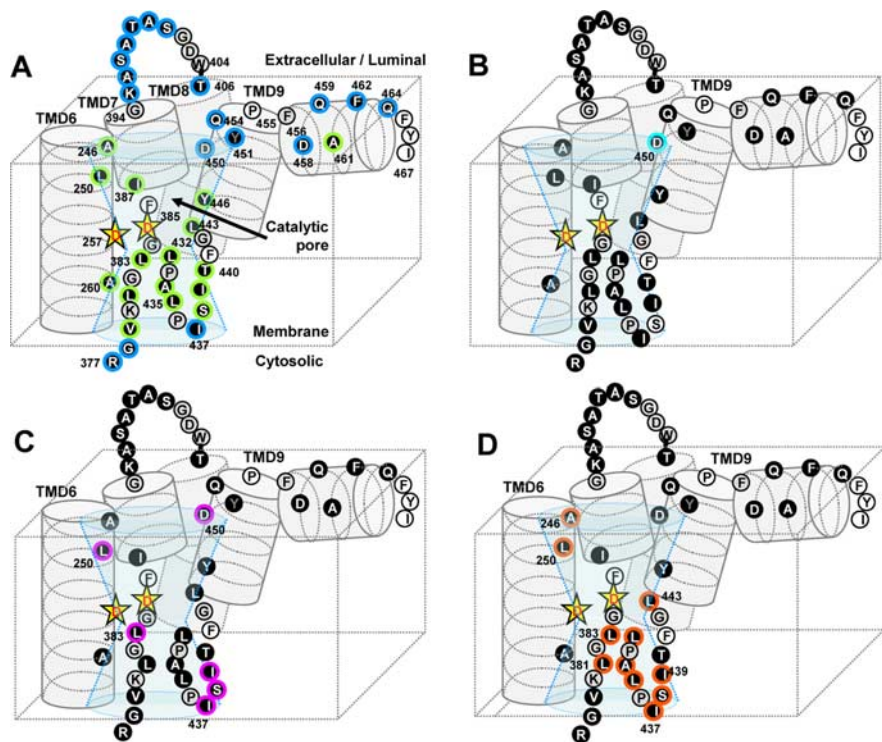 A
TMD6
TMD7
TMD8
TMD9
Extracellular / Luminal
G K A S A T A S G D W T
394
404
406
Q Y D P F Q F Q F Y I
454
451
450
455
456
459
462
464
D A
458
461
467
A
246
L
250
I
387
F
385
Y
446
L
443
Catalytic
pore
D D
257
G
383
432
L G L K V G R
A
260
L L P A L P
435
G F T I S I
440
437
Membrane
Cytosolic
377
B
TMD9
G K A S A T A S G D W T
Q Y D P F Q F Q F Y I
450
D A
A L I F
Y L
D D
G
A
L G L K V G R
L L P A L P
G F T I S I
C
TMD6
G K A S A T A S G D W T
Q Y D P F Q F Q F Y I
450
D A
A
L
250
I F
Y L
D D
G
383
A
L G L K V G R
L L P A L P
G F T I S I
437
D
TMD6
TMD9
G K A S A T A S G D W T
Q Y D P F Q F Q F Y I
D A
246
A
L
250
I F
Y
L
443
D D
G
383
381
A
L G L K V G R
L L P A L P
G F T I S I
439
437